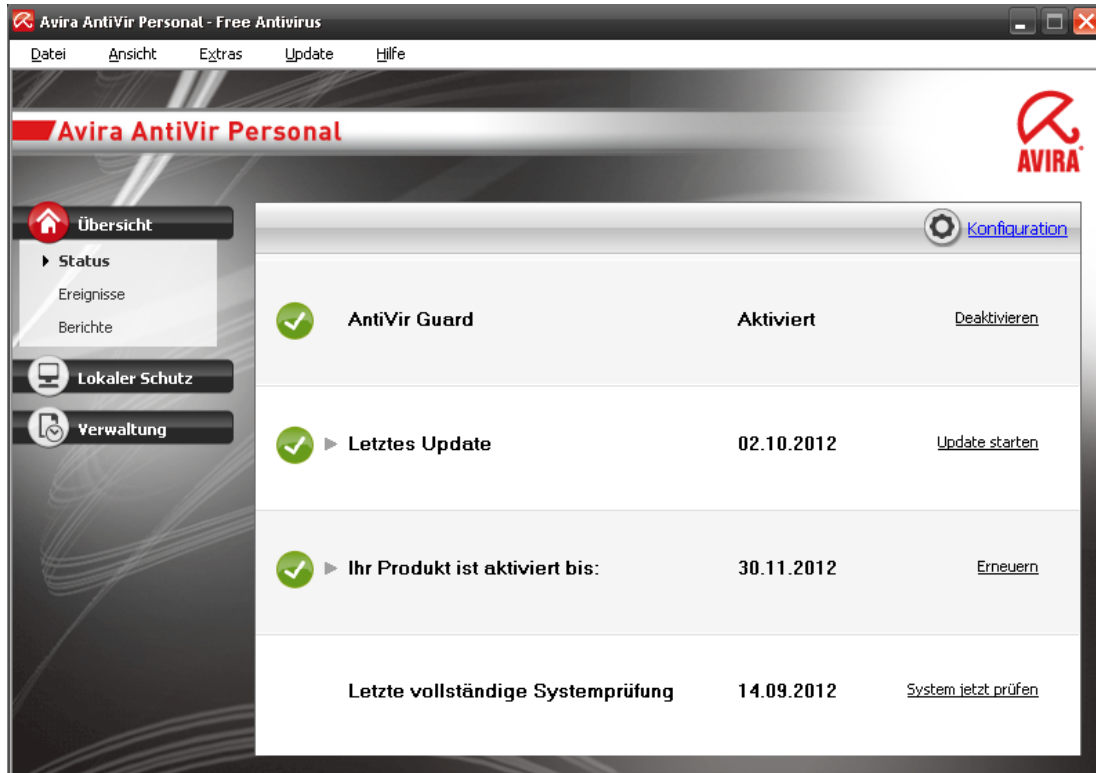 Avira AntiVir Personal - Free Antivirus
Datei Ansicht Extras Update Hilfe
Avira AntiVir Personal
AVIRA
Übersicht
Status
Ereignisse
Berichte
Lokaler Schutz
Verwaltung
Konfiguration
AntiVir Guard Aktiviert Deaktivieren
Letztes Update 02.10.2012 Update starten
Ihr Produkt ist aktiviert bis: 30.11.2012 Erneuern
Letzte vollständige Systemprüfung 14.09.2012 System jetzt prüfen